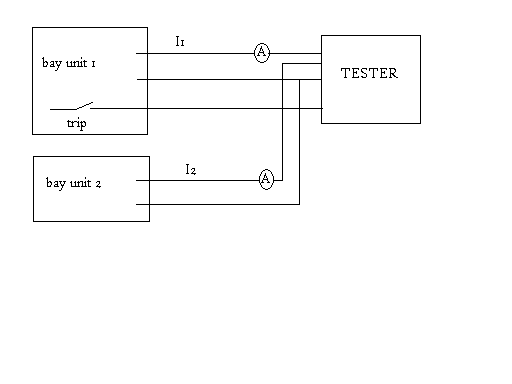 I1
A
bay unit 1
TESTER
trip
I2
A
bay unit 2